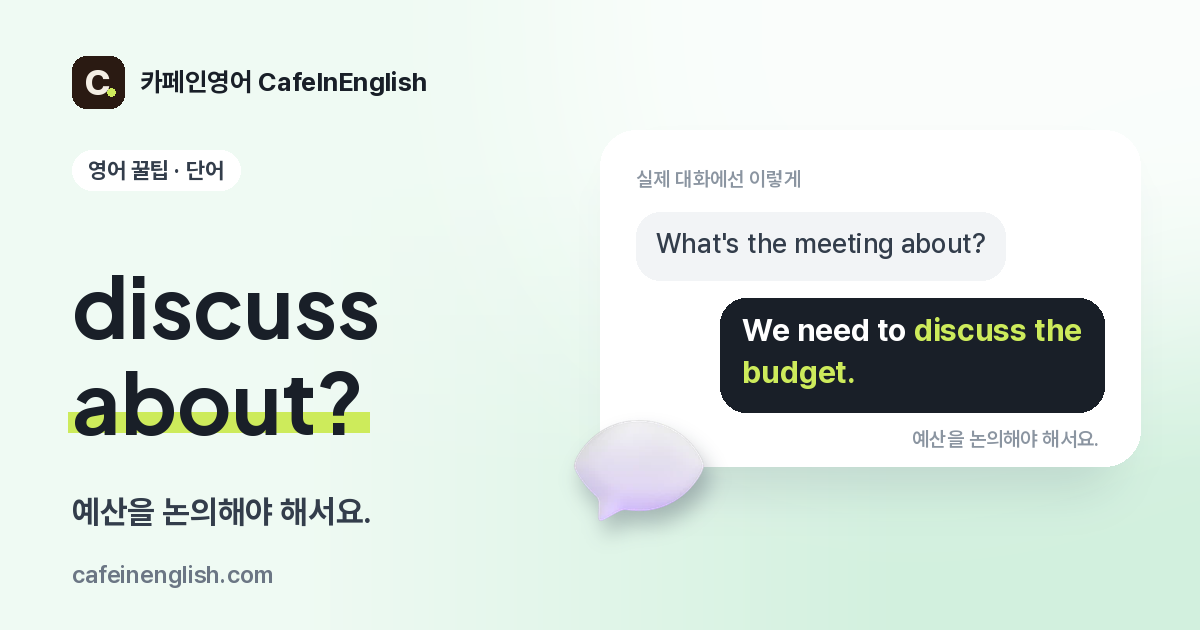 C
카페인영어 CafeInEnglish
영어 꿀팁 · 단어
discuss
about?
예산을 논의해야 해서요.
cafeinenglish.com
실제 대화에선 이렇게
What's the meeting about?
We need to discuss the
budget.
예산을 논의해야 해서요.